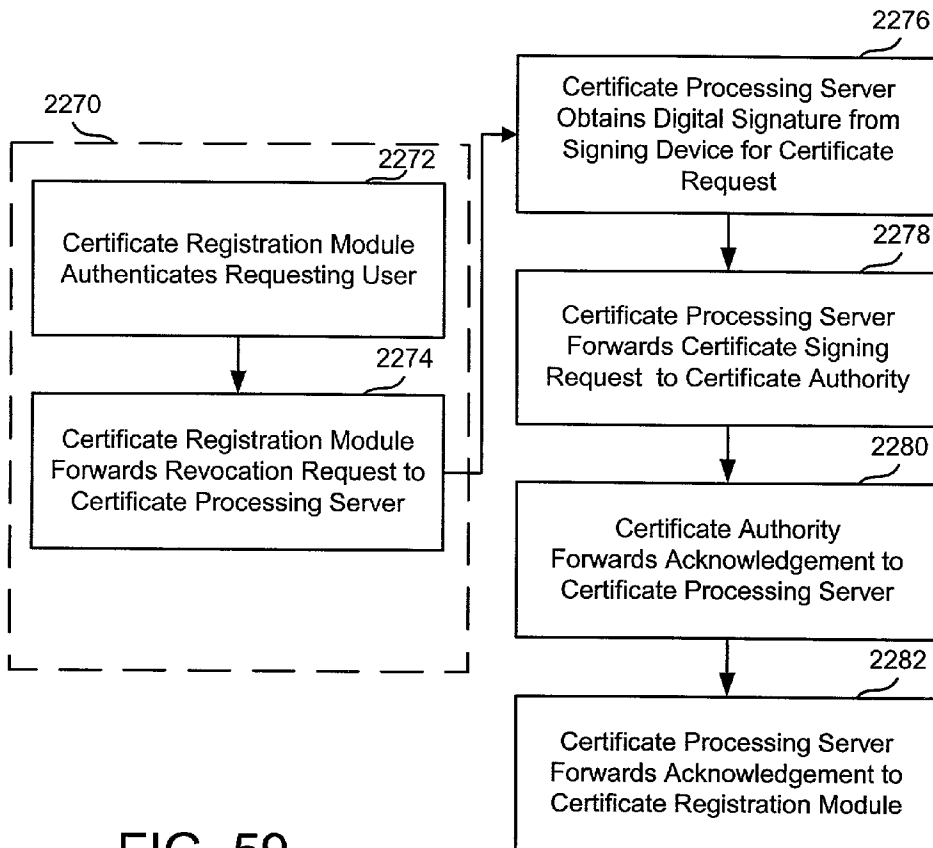 2270
2272
Certificate Registration Module
Authenticates Requesting User
2274
Certificate Registration Module
Forwards Revocation Request to
Certificate Processing Server
2276
Certificate Processing Server
Obtains Digital Signature from
Signing Device for Certificate
Request
2278
Certificate Processing Server
Forwards Certificate Signing
Request to Certificate Authority
2280
Certificate Authority
Forwards Acknowledgement to
Certificate Processing Server
2282
Certificate Processing Server
Forwards Acknowledgement to
Certificate Registration Module
FIG. 59